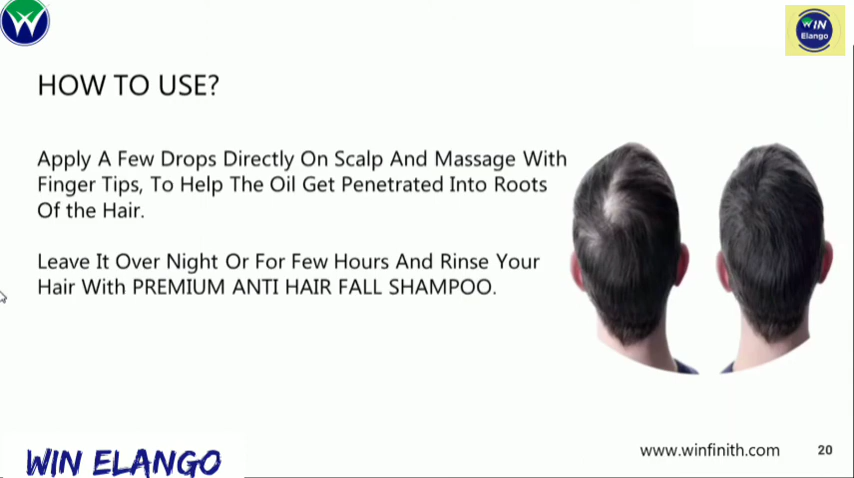 W
WIN
Elango
HOW TO USE?
Apply A Few Drops Directly On Scalp And Massage With
Finger Tips, To Help The Oil Get Penetrated Into Roots
Of the Hair.
Leave It Over Night Or For Few Hours And Rinse Your
Hair With PREMIUM ANTI HAIR FALL SHAMPOO.
WIN ELANGO
www.winfinith.com
20